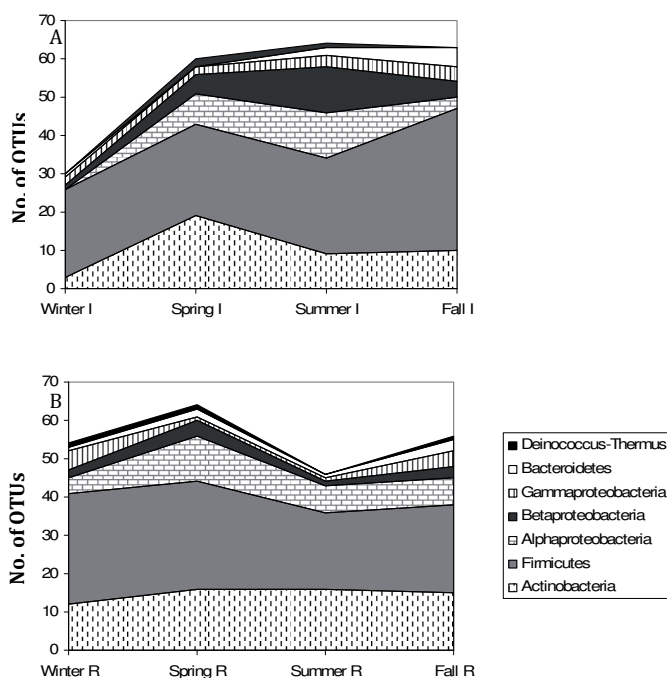 A
No. of OTUs
70
60
50
40
30
20
10
0
Winter I Spring I Summer I Fall I
B
No. of OTUs
70
60
50
40
30
20
10
0
Winter R Spring R Summer R Fall R
Deinococcus-Thermus
Bacteroidetes
Gammaproteobacteria
Betaproteobacteria
Alphaproteobacteria
Firmicutes
Actinobacteria